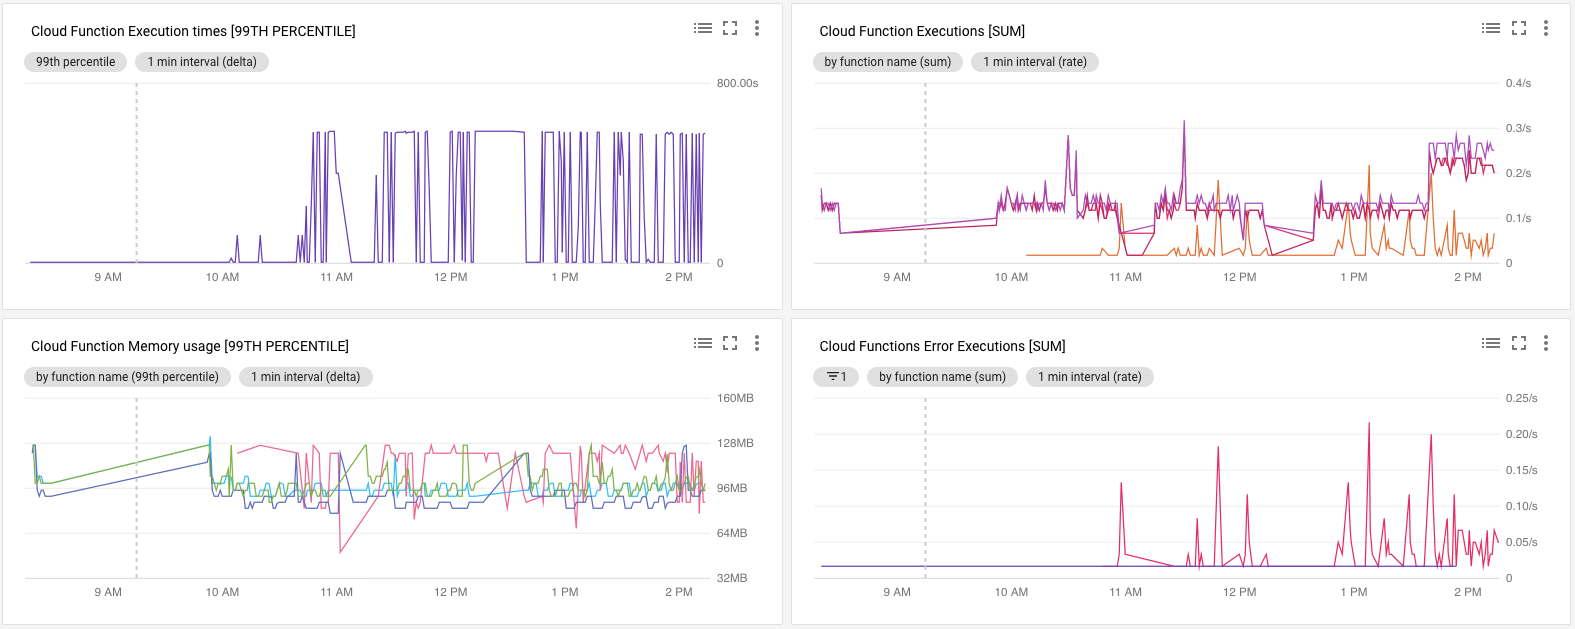 Cloud Function Execution times [99TH PERCENTILE]
99th percentile
1 min interval (delta)
800.00s
0
9 AM
10 AM
11 AM
12 PM
1 PM
2 PM
Cloud Function Executions [SUM]
by function name (sum)
1 min interval (rate)
0.4/s
0.3/s
0.2/s
0.1/s
0
9 AM
10 AM
11 AM
12 PM
1 PM
2 PM
Cloud Function Memory usage [99TH PERCENTILE]
by function name (99th percentile)
1 min interval (delta)
160MB
128MB
96MB
64MB
32MB
9 AM
10 AM
11 AM
12 PM
1 PM
2 PM
Cloud Functions Error Executions [SUM]
1
by function name (sum)
1 min interval (rate)
0.25/s
0.20/s
0.15/s
0.10/s
0.05/s
0
9 AM
10 AM
11 AM
12 PM
1 PM
2 PM